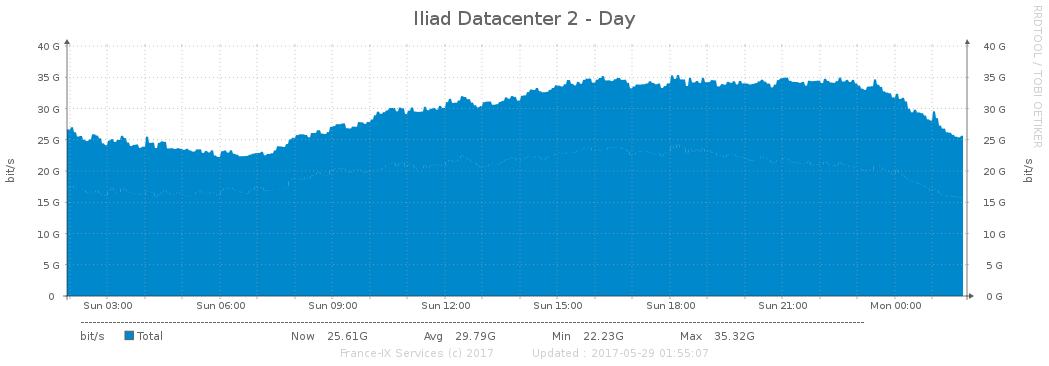 Iliad Datacenter 2 - Day
RRDTOOL / TOBI OETIKER
40 G 40 G
35 G 35 G
30 G 30 G
25 G 25 G
20 G 20 G
15 G 15 G
10 G 10 G
5 G 5 G
0 0 G
bit/s bit/s
Sun 03:00 Sun 06:00 Sun 09:00 Sun 12:00 Sun 15:00 Sun 18:00 Sun 21:00 Mon 00:00
bit/s Total Now 25.61G Avg 29.79G Min 22.23G Max 35.32G
France-IX Services (c) 2017 Updated : 2017-05-29 01:55:07